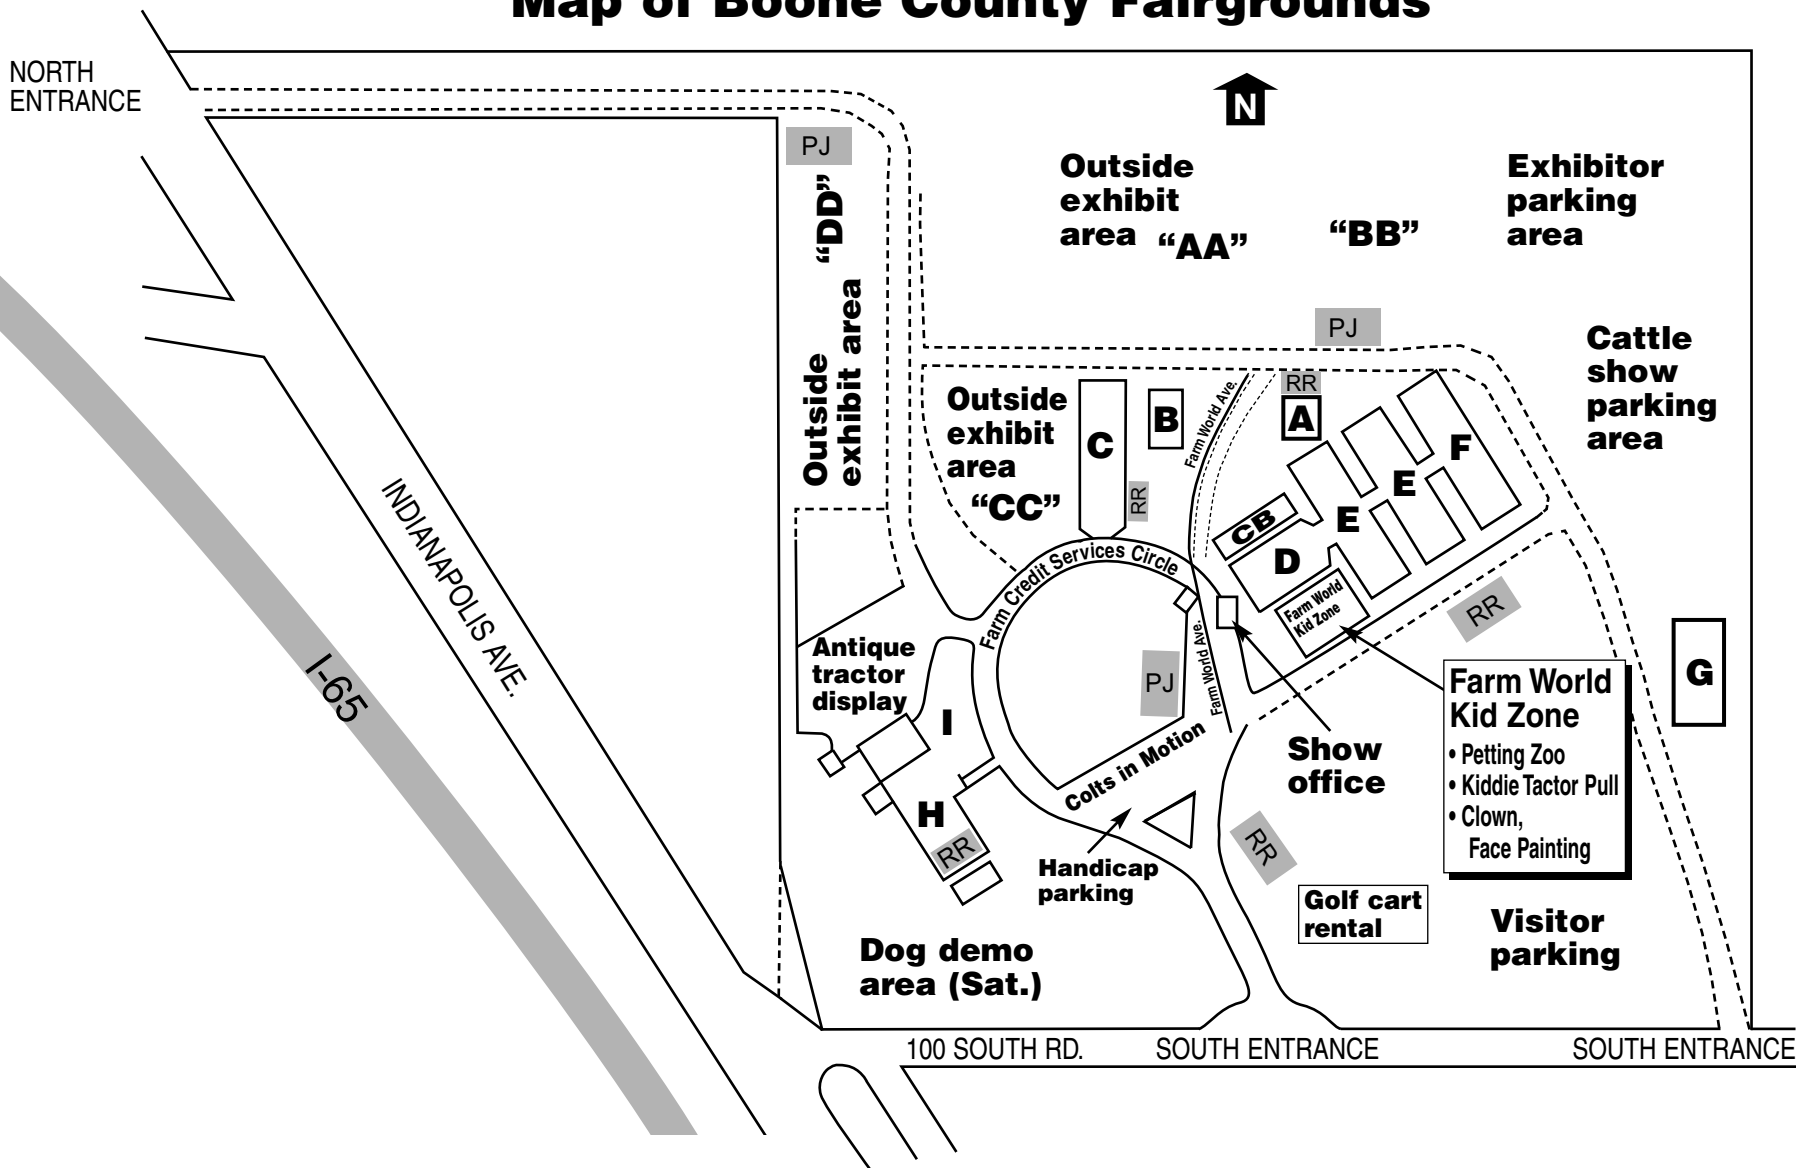 Map of Boone County Fairgrounds
NORTH
ENTRANCE
N
PJ
Outside
exhibit
area “AA”
“BB”
Exhibitor
parking
area
Outside
exhibit area “DD”
PJ
Cattle
show
parking
area
Outside
exhibit
area
“CC”
C
B
RR
Farm World Ave.
RR
A
F
E
E
CB
D
Farm World
Kid Zone
RR
G
INDIANAPOLIS AVE.
I-65
Farm Credit Services Circle
Farm World Ave.
PJ
Antique
tractor
display
I
H
RR
Colts in Motion
Handicap
parking
Show
office
Farm World
Kid Zone
• Petting Zoo
• Kiddie Tactor Pull
• Clown,
Face Painting
RR
Golf cart
rental
Visitor
parking
Dog demo
area (Sat.)
100 SOUTH RD.
SOUTH ENTRANCE
SOUTH ENTRANCE